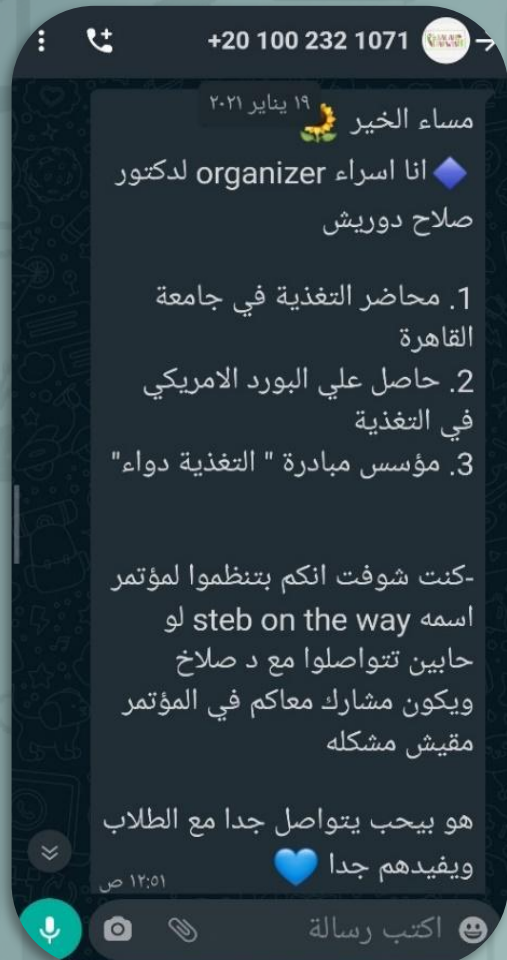 +20 100 232 1071
١٩ يناير ٢٠٢١
مساء الخير 🌻
🔷 انا اسراء organizer لدكتور
صلاح دوريش
1. محاضر التغذية في جامعة
القاهرة
2. حاصل علي البورد الامريكي
في التغذية
3. مؤسس مبادرة " التغذية دواء"
-كنت شوفت انكم بتنظموا لمؤتمر
اسمه steb on the way لو
حابين تتواصلوا مع د صلاخ
ويكون مشارك معاكم في المؤتمر
مقيش مشكله
هو بيحب يتواصل جدا مع الطلاب
ويفيدهم جدا 💙
١٢:٥١ ص
اكتب رسالة